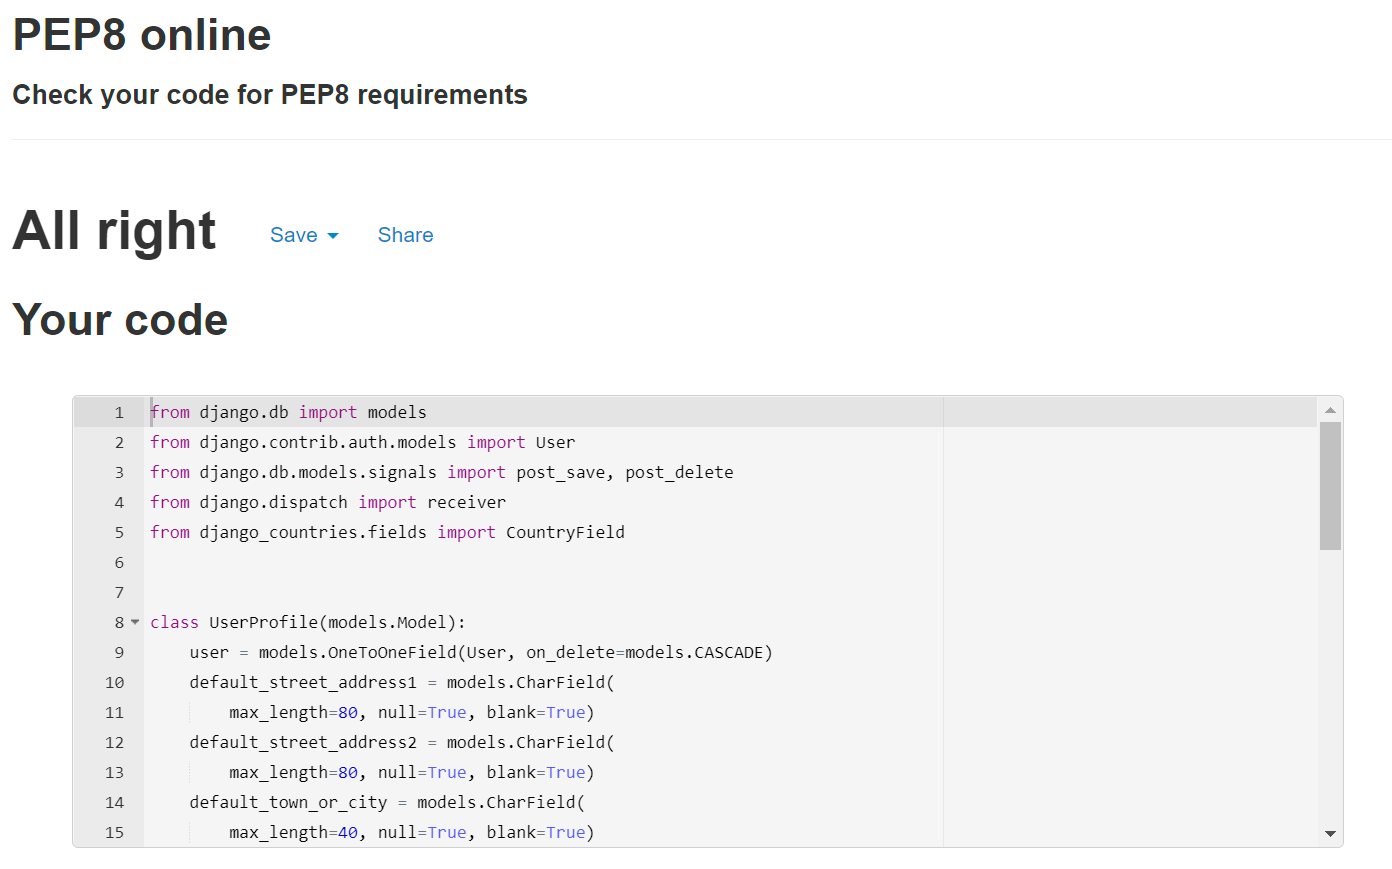 PEP8 online
Check your code for PEP8 requirements
All right Save Share
Your code
1 from django.db import models
2 from django.contrib.auth.models import User
3 from django.db.models.signals import post_save, post_delete
4 from django.dispatch import receiver
5 from django_countries.fields import CountryField
6
7
8 class UserProfile(models.Model):
9     user = models.OneToOneField(User, on_delete=models.CASCADE)
10     default_street_address1 = models.CharField(
11         max_length=80, null=True, blank=True)
12     default_street_address2 = models.CharField(
13         max_length=80, null=True, blank=True)
14     default_town_or_city = models.CharField(
15         max_length=40, null=True, blank=True)